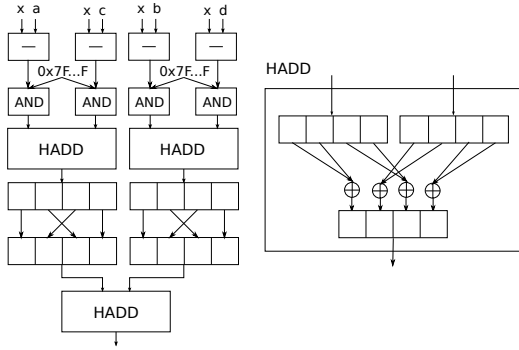 x a x c x b x d
— — — —
0x7F...F 0x7F...F
HADD
AND AND AND AND
HADD HADD
HADD